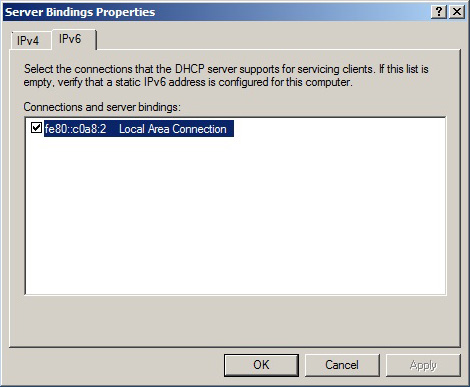 Server Bindings Properties
IPv4
IPv6
Select the connections that the DHCP server supports for servicing clients. If this list is
empty, verify that a static IPv6 address is configured for this computer.
Connections and server bindings:
fe80::c0a8:2 Local Area Connection
OK
Cancel
Apply